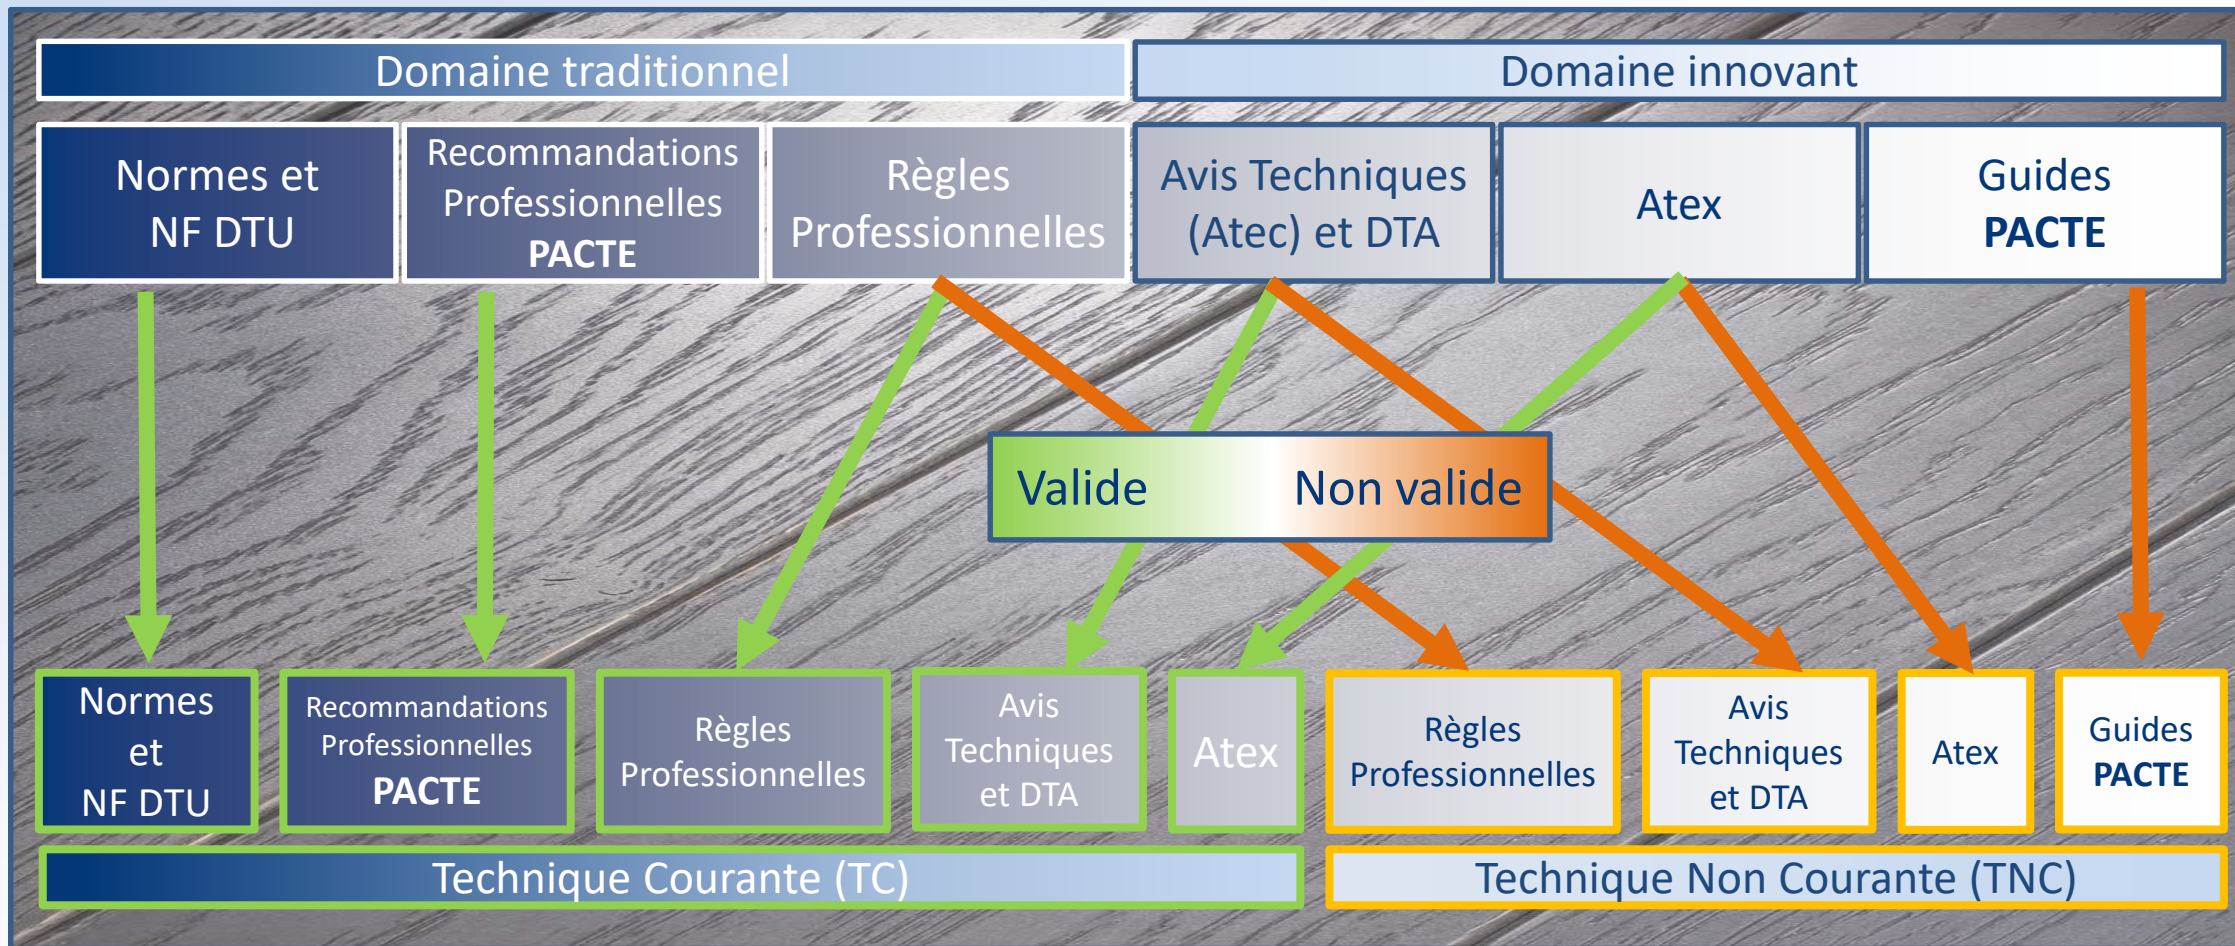 Domaine traditionnel
Domaine innovant
Normes et
NF DTU
Recommandations
Professionnelles
PACTE
Règles
Professionnelles
Avis Techniques
(Atec) et DTA
Atex
Guides
PACTE
Valide
Non valide
Normes
et
NF DTU
Recommandations
Professionnelles
PACTE
Règles
Professionnelles
Avis
Techniques
et DTA
Atex
Règles
Professionnelles
Avis
Techniques
et DTA
Atex
Guides
PACTE
Technique Courante (TC)
Technique Non Courante (TNC)